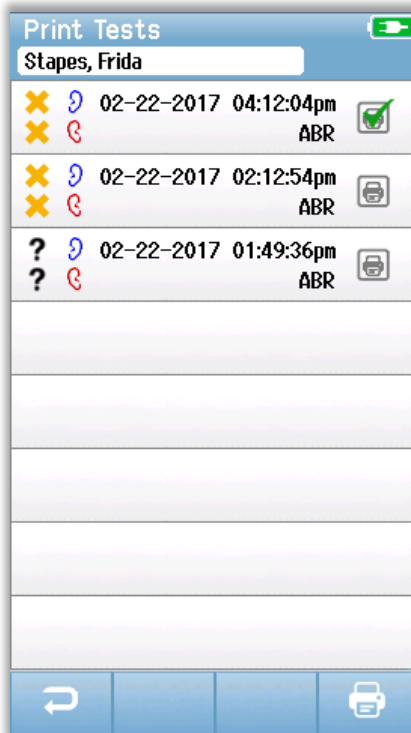 Print Tests
Stapes, Frida
02-22-2017 04:12:04pm
ABR
02-22-2017 02:12:54pm
ABR
? 02-22-2017 01:49:36pm
? ABR